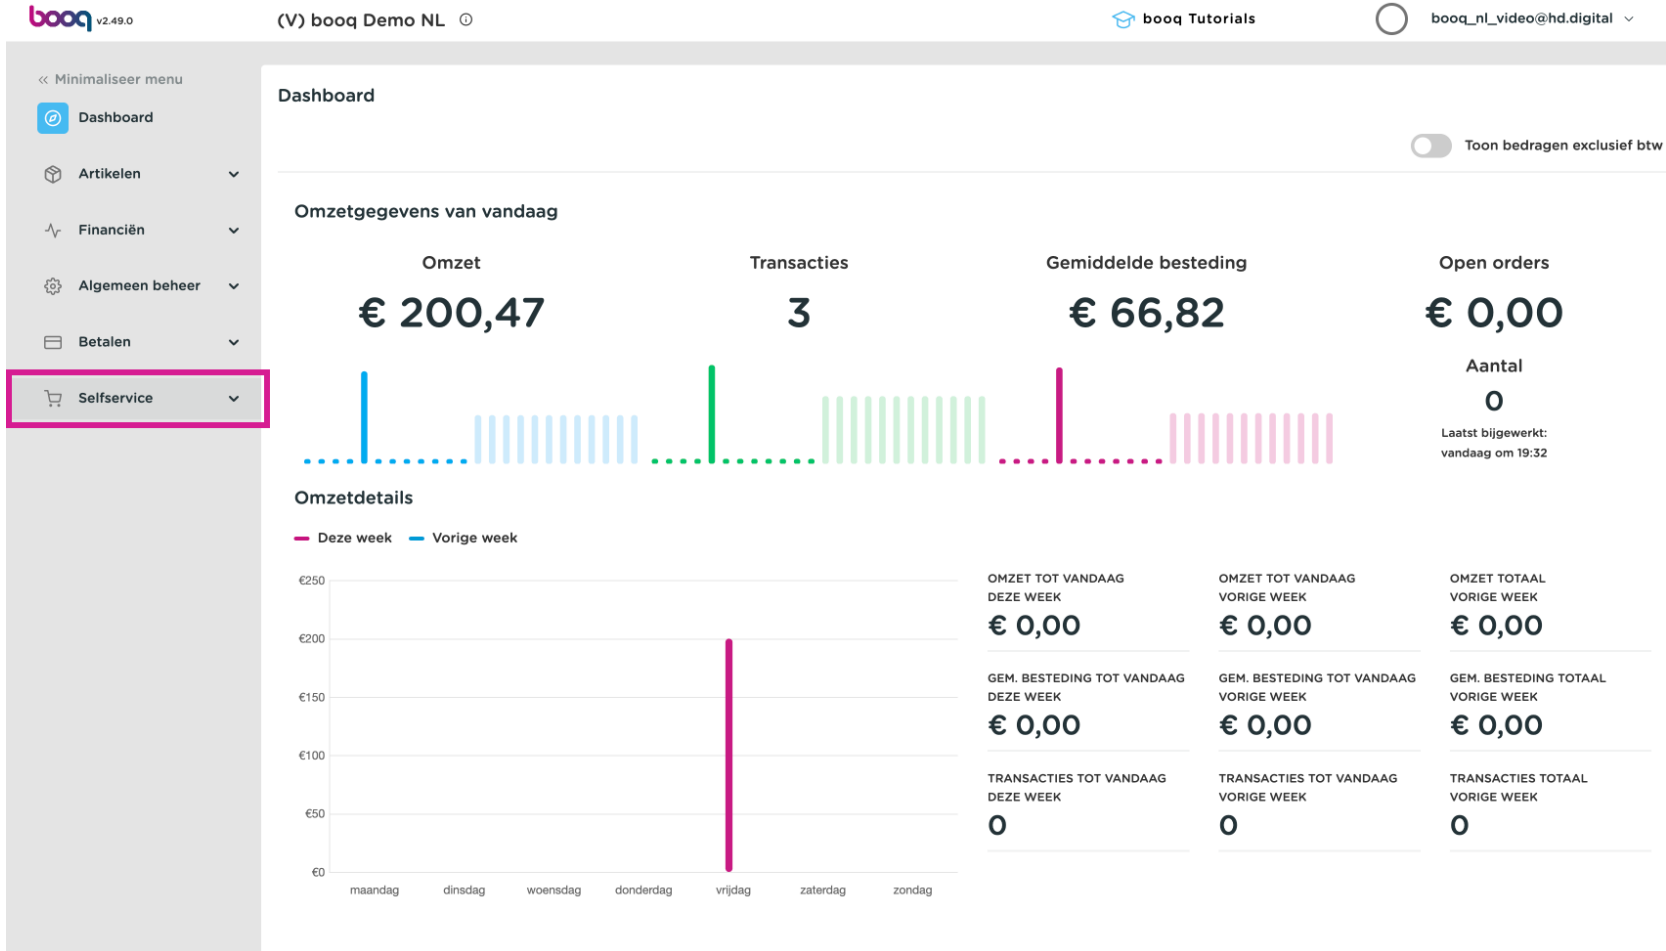 booq v2.49.0
(V) booq Demo NL
booq Tutorials
booq_nl_video@hd.digital
« Minimaliseer menu
Dashboard
Artikelen
Financiën
Algemeen beheer
Betalen
Selfservice
Dashboard
Toon bedragen exclusief btw
Omzetgegevens van vandaag
Omzet
€ 200,47
Transacties
3
Gemiddelde besteding
€ 66,82
Open orders
€ 0,00
Aantal
0
Laatst bijgewerkt:
vandaag om 19:32
Omzetdetails
Deze week
Vorige week
€250
€200
€150
€100
€50
€0
maandag
dinsdag
woensdag
donderdag
vrijdag
zaterdag
zondag
OMZET TOT VANDAAG
DEZE WEEK
€ 0,00
OMZET TOT VANDAAG
VORIGE WEEK
€ 0,00
OMZET TOTAAL
VORIGE WEEK
€ 0,00
GEM. BESTEDING TOT VANDAAG
DEZE WEEK
€ 0,00
GEM. BESTEDING TOT VANDAAG
VORIGE WEEK
€ 0,00
GEM. BESTEDING TOTAAL
VORIGE WEEK
€ 0,00
TRANSACTIES TOT VANDAAG
DEZE WEEK
0
TRANSACTIES TOT VANDAAG
VORIGE WEEK
0
TRANSACTIES TOTAAL
VORIGE WEEK
0